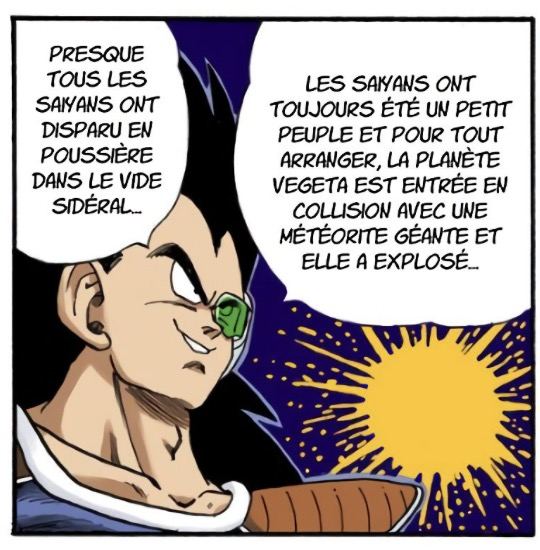 LES SAIYANS ONT
TOUJOURS ÉTÉ UN PETIT
PEUPLE ET POUR TOUT
ARRANGER, LA PLANÈTE
VEGETA EST ENTRÉE EN
COLLISION AVEC UNE
MÉTÉORITE GÉANTE ET
ELLE A EXPLOSÉ...
PRESQUE
TOUS LES
SAIYANS ONT
DISPARU EN
POUSSIÈRE
DANS LE VIDE
SIDÉRAL...